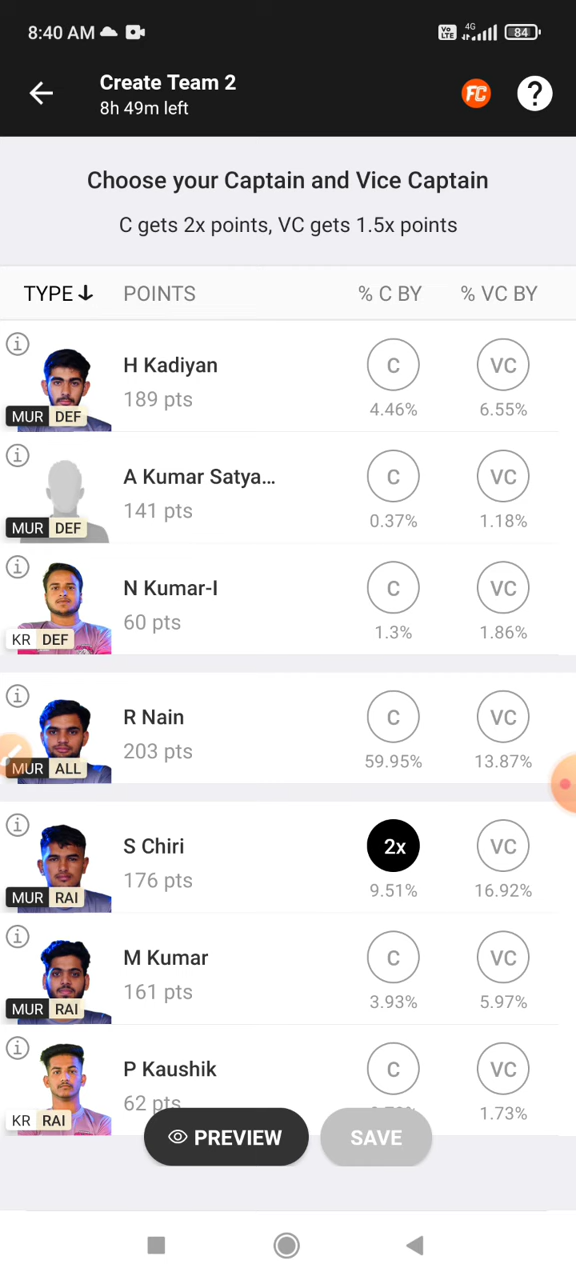 8:40 AM
Vo LTE 4G 84
Create Team 2
8h 49m left
FC ?
Choose your Captain and Vice Captain
C gets 2x points, VC gets 1.5x points
TYPE↓ POINTS % C BY % VC BY
H Kadiyan C VC
189 pts 4.46% 6.55%
MUR DEF
A Kumar Satya... C VC
141 pts 0.37% 1.18%
MUR DEF
N Kumar-I C VC
60 pts 1.3% 1.86%
KR DEF
R Nain C VC
203 pts 59.95% 13.87%
MUR ALL
S Chiri 2x VC
176 pts 9.51% 16.92%
MUR RAI
M Kumar C VC
161 pts 3.93% 5.97%
MUR RAI
P Kaushik C VC
62 pts 1.73%
KR RAI
PREVIEW SAVE